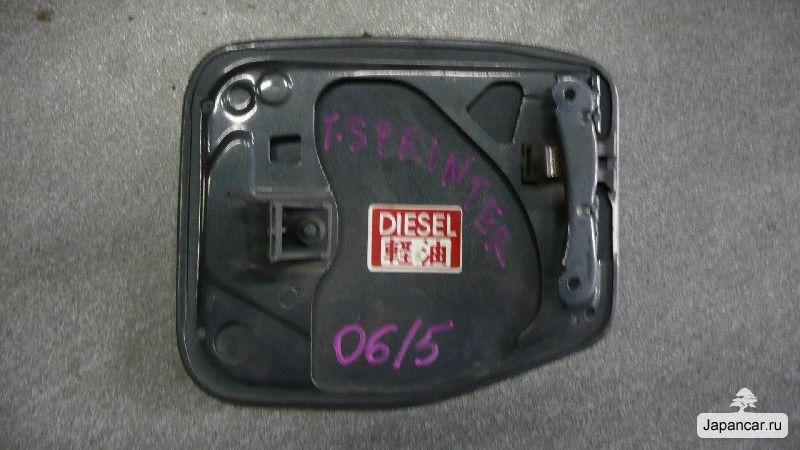 T.SPRINTER
DIESEL
軽油
06/5
Japancar.ru